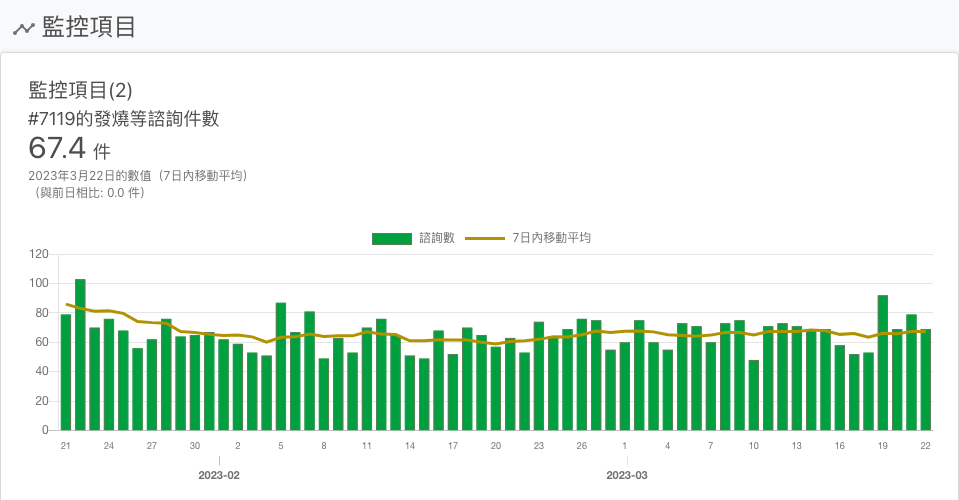 監控項目
監控項目(2)
#7119的發燒等諮詢件數
67.4 件
2023年3月22日的數值（7日內移動平均）
（與前日相比: 0.0 件）
諮詢數 7日內移動平均
120
100
80
60
40
20
0
21 24 27 30 2 5 8 11 14 17 20 23 26 1 4 7 10 13 16 19 22
2023-02 2023-03